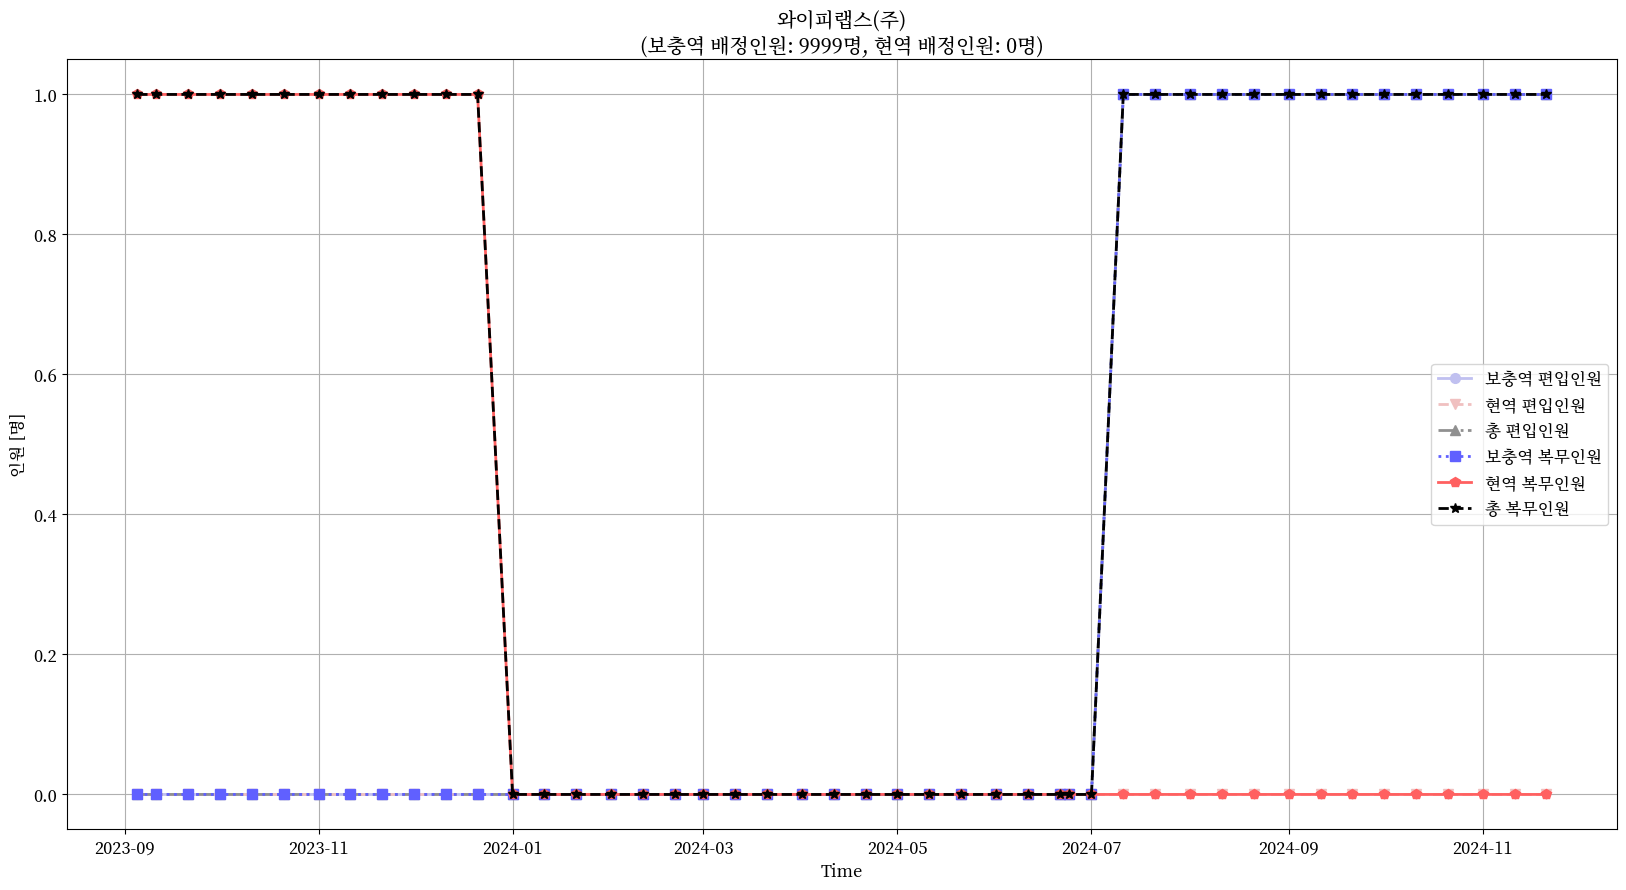 와이피랩스(주)
(보충역 배정인원: 9999명, 현역 배정인원: 0명)
1.0
0.8
0.6
0.4
0.2
0.0
인원 [명]
보충역 편입인원
현역 편입인원
총 편입인원
보충역 복무인원
현역 복무인원
총 복무인원
2023-09 2023-11 2024-01 2024-03 2024-05 2024-07 2024-09 2024-11
Time